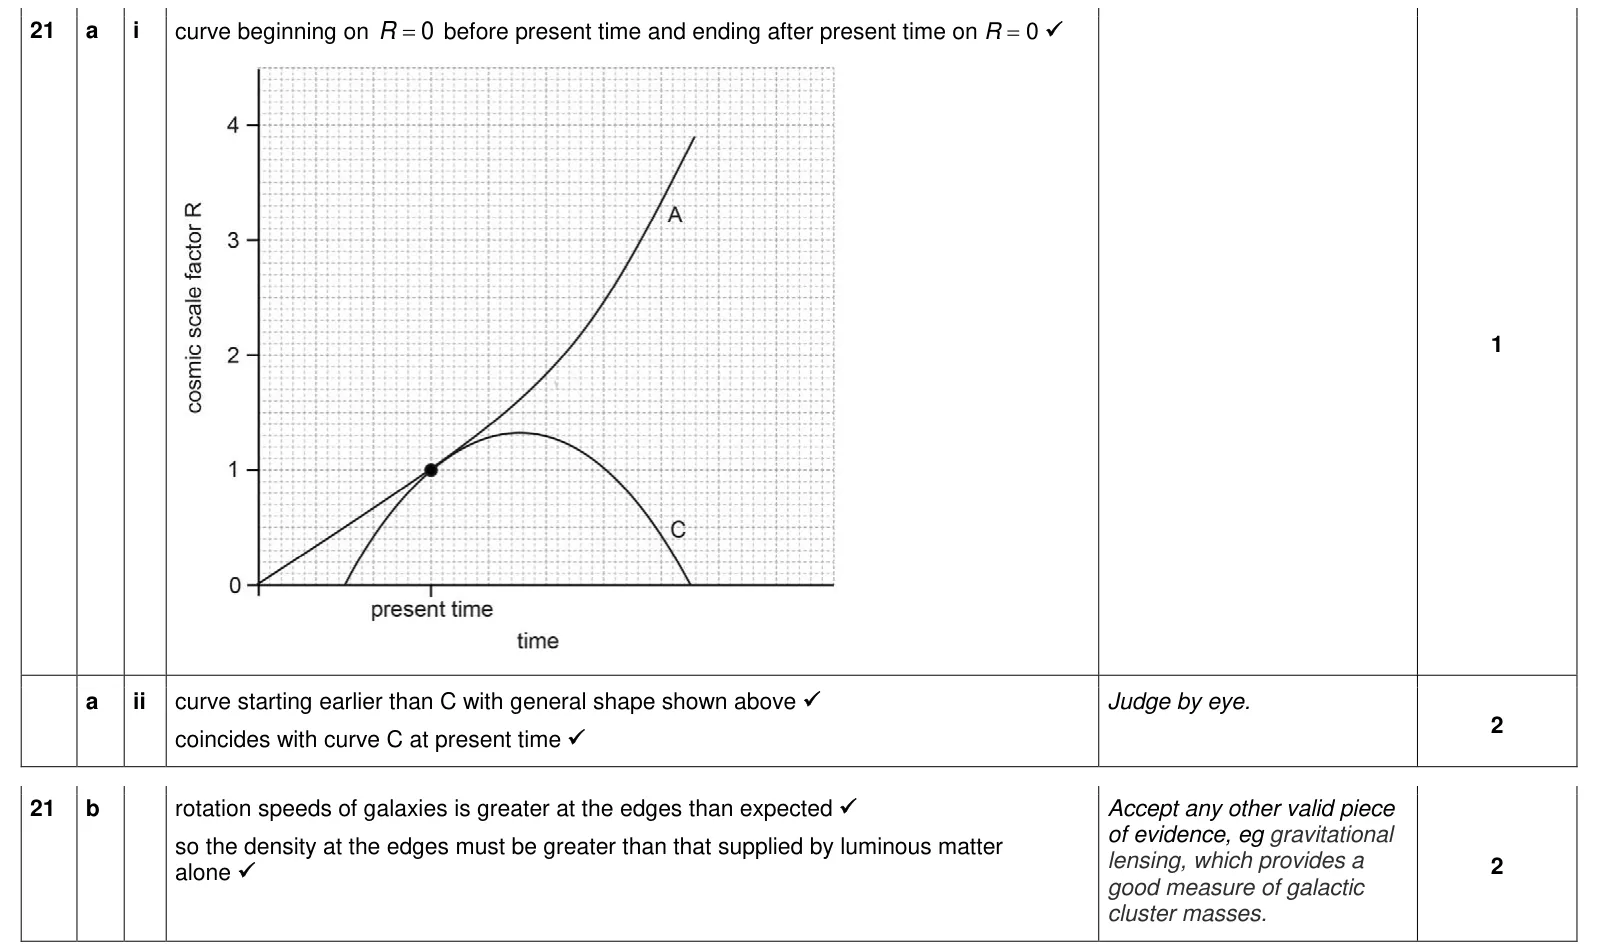 21 a i curve beginning on R = 0 before present time and ending after present time on R = 0 ✓
4
3
2
1
0
cosmic scale factor R
A
C
present time
time
1
a ii curve starting earlier than C with general shape shown above ✓
coincides with curve C at present time ✓
Judge by eye.
2
21 b rotation speeds of galaxies is greater at the edges than expected ✓
so the density at the edges must be greater than that supplied by luminous matter
alone ✓
Accept any other valid piece
of evidence, eg gravitational
lensing, which provides a
good measure of galactic
cluster masses.
2